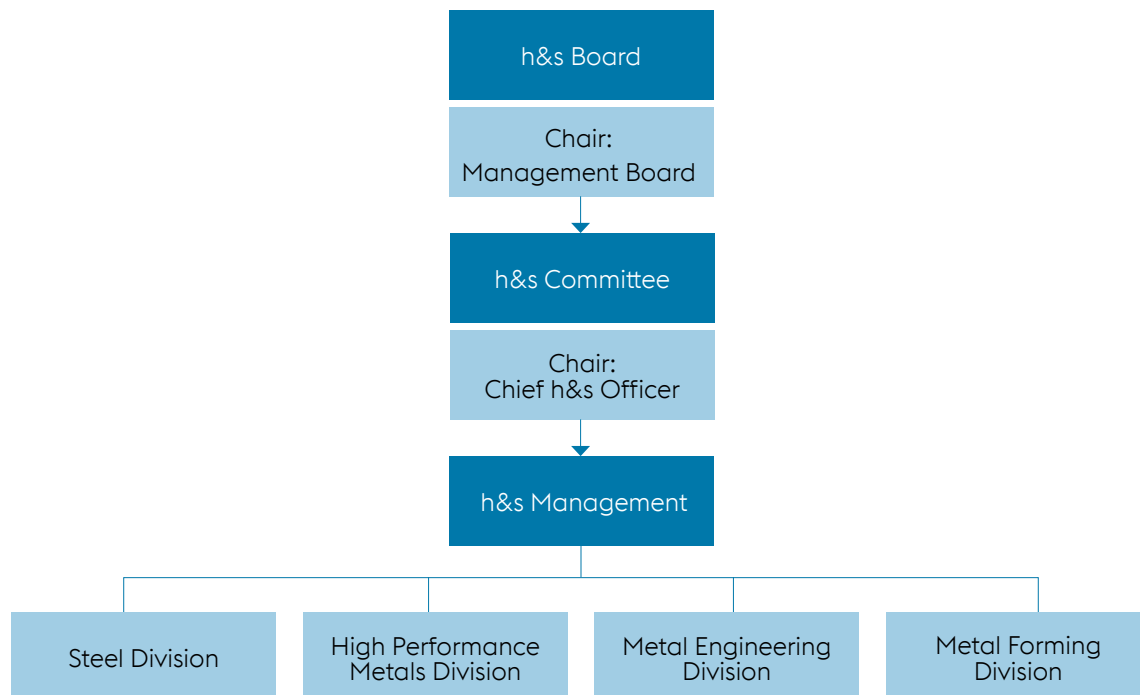 h&s Board
Chair:
Management Board
h&s Committee
Chair:
Chief h&s Officer
h&s Management
Steel Division
High Performance
Metals Division
Metal Engineering
Division
Metal Forming
Division